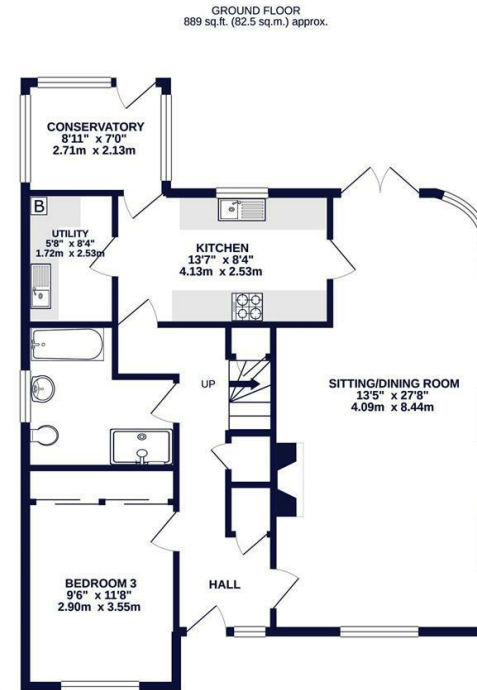 GROUND FLOOR
889 sq.ft. (82.5 sq.m.) approx.
CONSERVATORY
8'11" x 7'0"
2.71m x 2.13m
B
UTILITY
5'8" x 8'4"
1.72m x 2.53m
KITCHEN
13'7" x 8'4"
4.13m x 2.53m
UP
SITTING/DINING ROOM
13'5" x 27'8"
4.09m x 8.44m
BEDROOM 3
9'6" x 11'8"
2.90m x 3.55m
HALL